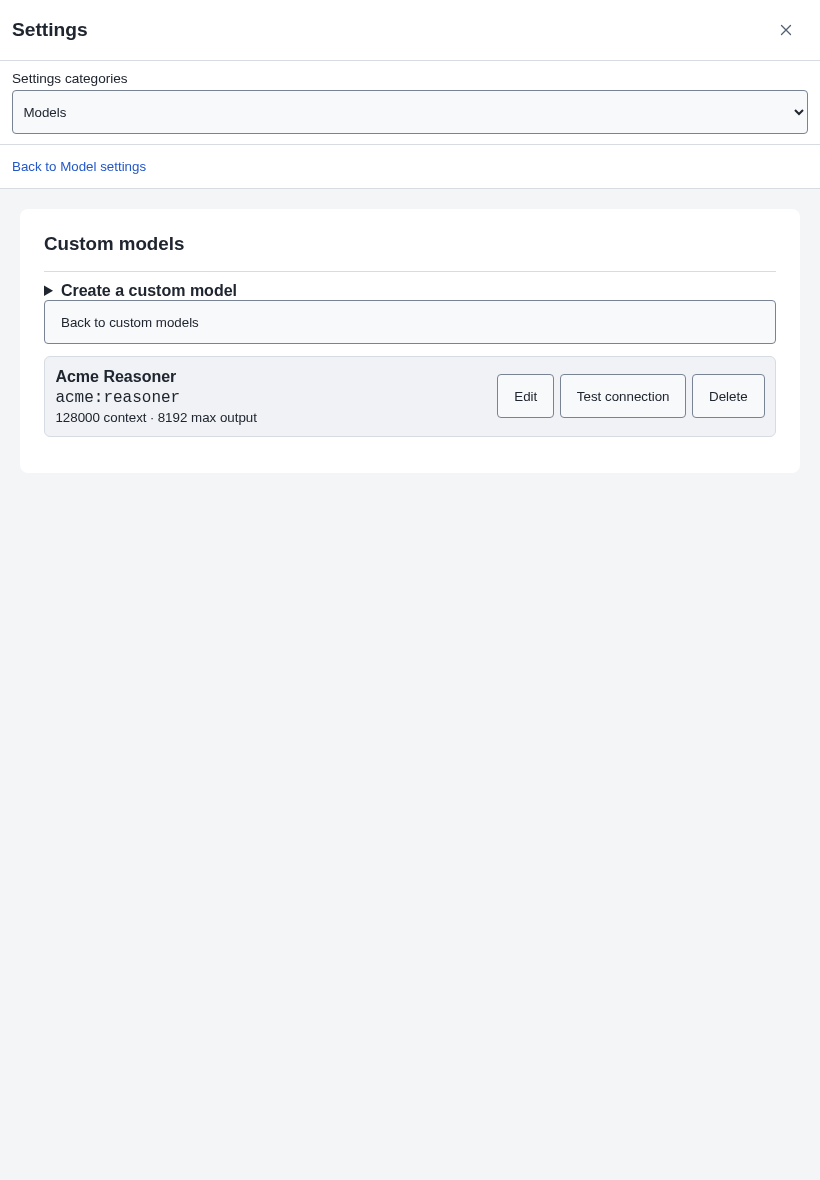 Settings
Settings categories
Models
Back to Model settings
Custom models
Create a custom model
Back to custom models
Acme Reasoner
acme:reasoner
128000 context · 8192 max output
Edit
Test connection
Delete